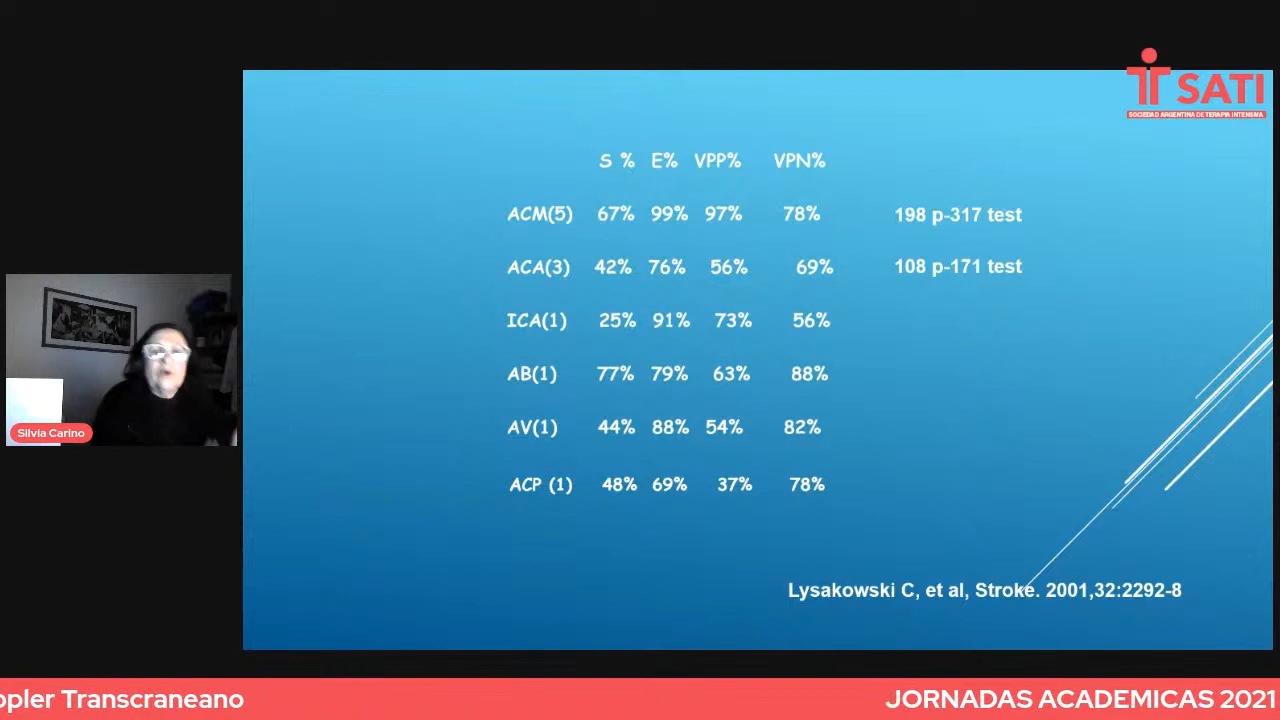 SATI
SOCIEDAD ARGENTINA DE TERAPIA INTENSIVA
S % E% VPP% VPN%
ACM(5) 67% 99% 97% 78% 198 p-317 test
ACA(3) 42% 76% 56% 69% 108 p-171 test
ICA(1) 25% 91% 73% 56%
AB(1) 77% 79% 63% 88%
AV(1) 44% 88% 54% 82%
ACP (1) 48% 69% 37% 78%
Silvia Carino
Lysakowski C, et al, Stroke. 2001,32:2292-8
ppler Transcraneano JORNADAS ACADEMICAS 2021